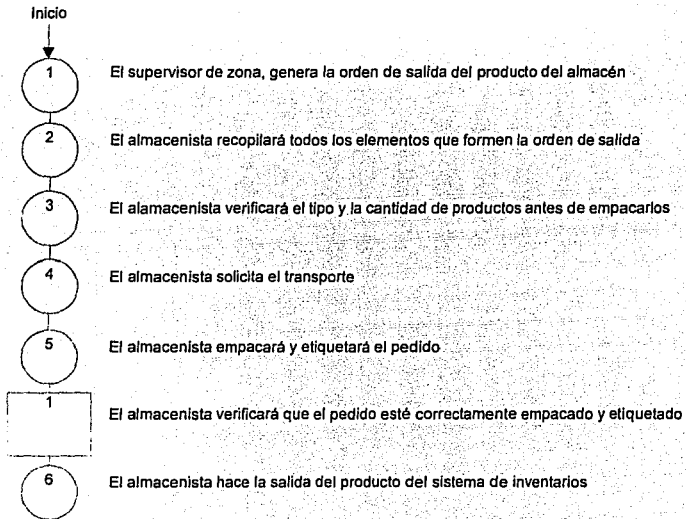 Inicio
1 El supervisor de zona, genera la orden de salida del producto del almacén
2 El almacenista recopilará todos los elementos que formen la orden de salida
3 El alamacenista verificará el tipo y la cantidad de productos antes de empacarlos
4 El almacenista solicita el transporte
5 El almacenista empacará y etiquetará el pedido
1 El almacenista verificará que el pedido esté correctamente empacado y etiquetado
6 El almacenista hace la salida del producto del sistema de inventarios